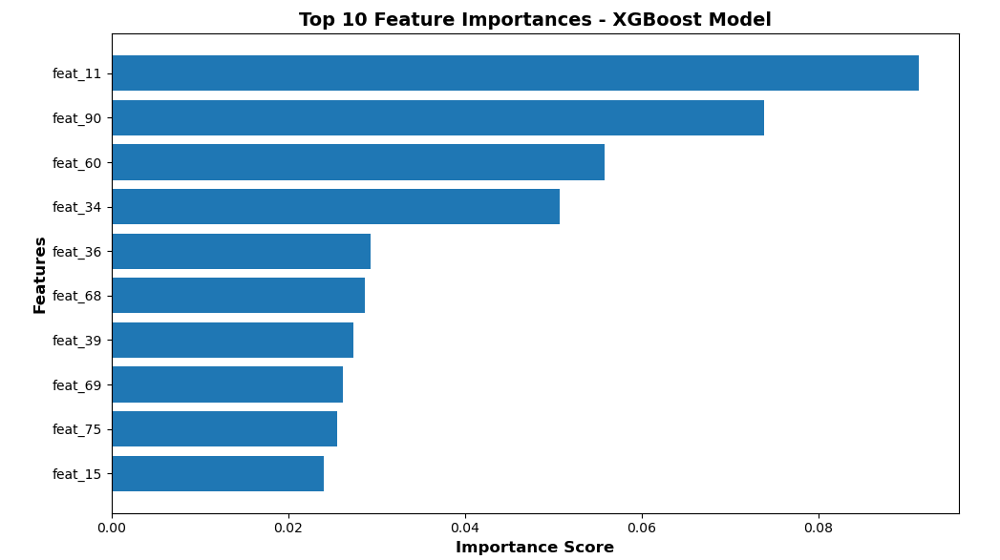 Top 10 Feature Importances - XGBoost Model
feat_11
feat_90
feat_60
feat_34
feat_36
feat_68
feat_39
feat_69
feat_75
feat_15
Features
0.00 0.02 0.04 0.06 0.08
Importance Score